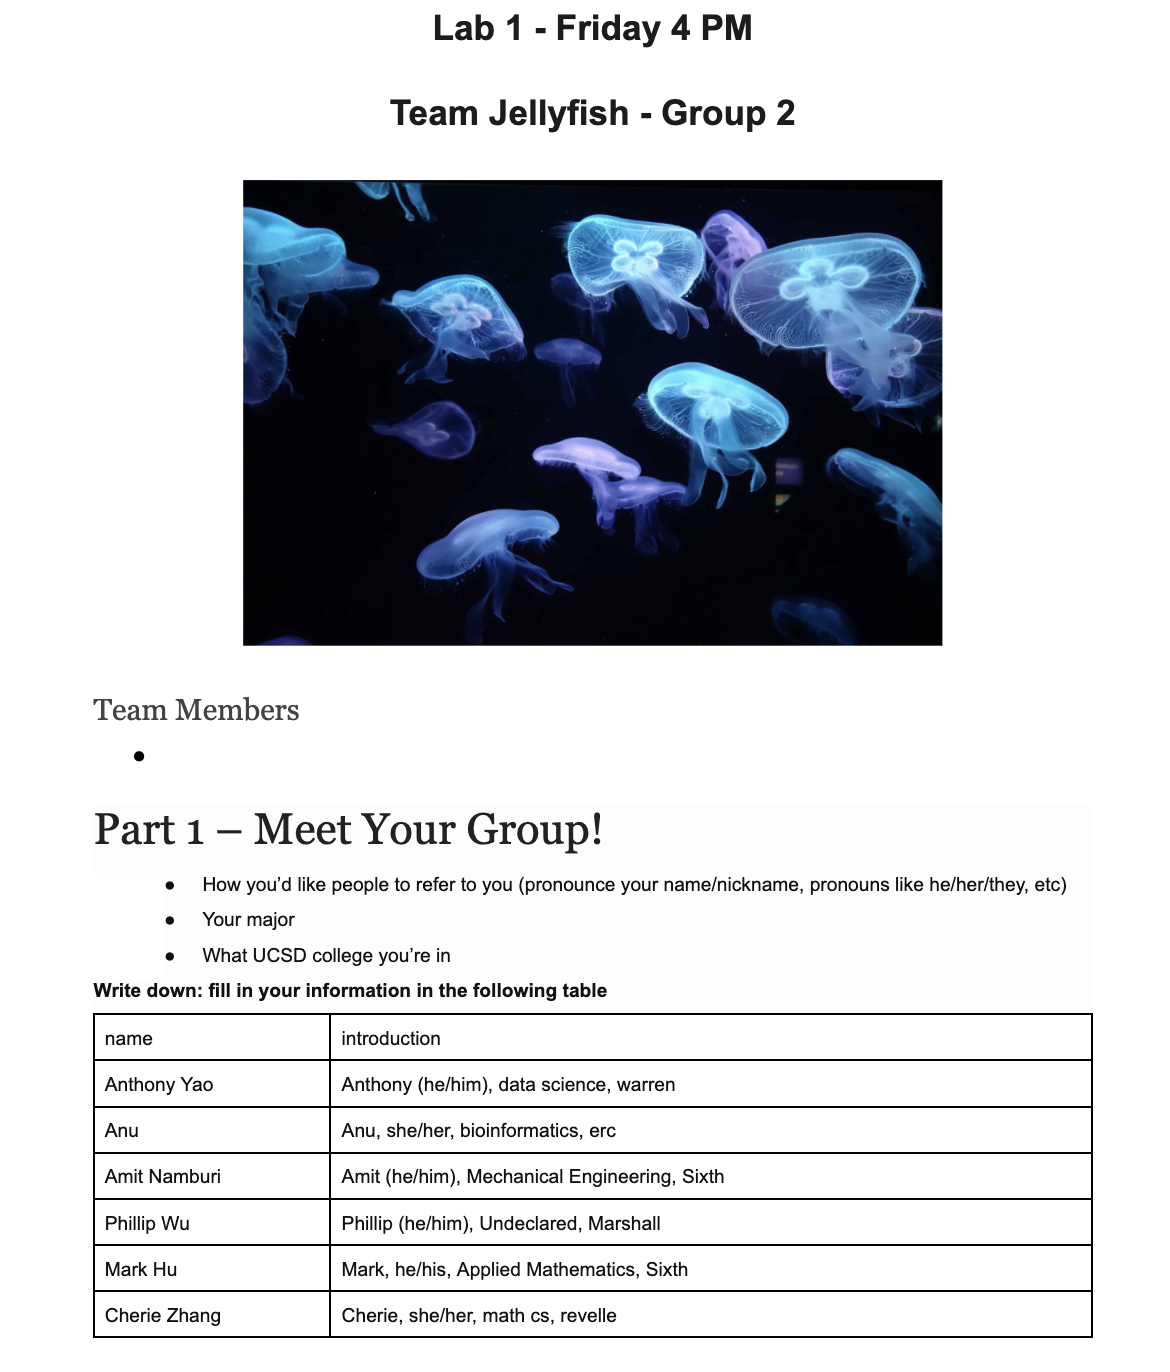 Lab 1 - Friday 4 PM
Team Jellyfish - Group 2
Team Members
●
Part 1 – Meet Your Group!
● How you’d like people to refer to you (pronounce your name/nickname, pronouns like he/her/they, etc)
● Your major
● What UCSD college you’re in
Write down: fill in your information in the following table
name introduction
Anthony Yao Anthony (he/him), data science, warren
Anu Anu, she/her, bioinformatics, erc
Amit Namburi Amit (he/him), Mechanical Engineering, Sixth
Phillip Wu Phillip (he/him), Undeclared, Marshall
Mark Hu Mark, he/his, Applied Mathematics, Sixth
Cherie Zhang Cherie, she/her, math cs, revelle